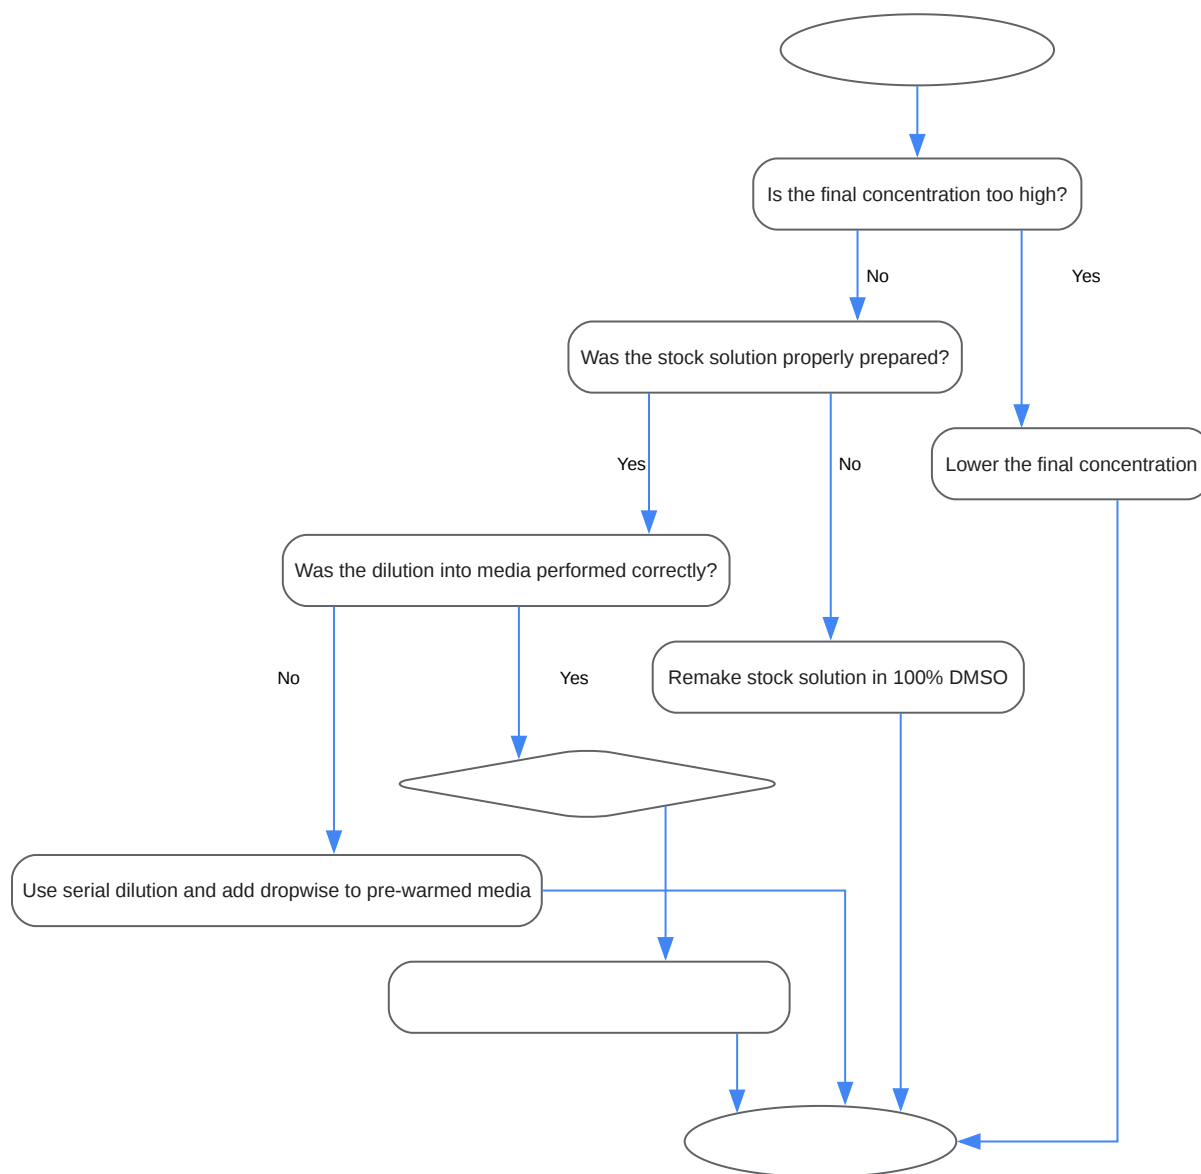 Is the final concentration too high?
No
Yes
Was the stock solution properly prepared?
Yes
No
Lower the final concentration
Was the dilution into media performed correctly?
No
Yes
Remake stock solution in 100% DMSO
Use serial dilution and add dropwise to pre-warmed media